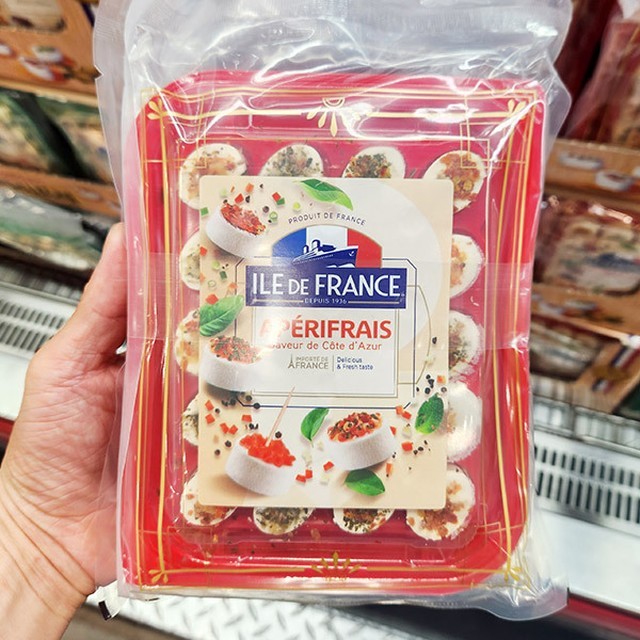 PRODUIT DE FRANCE
ILE DE FRANCE
DEPUIS 1936
APÉRIFRAIS
Saveur de Côte d'Azur
IMPORTÉ DE
FRANCE
Delicious
& Fresh taste